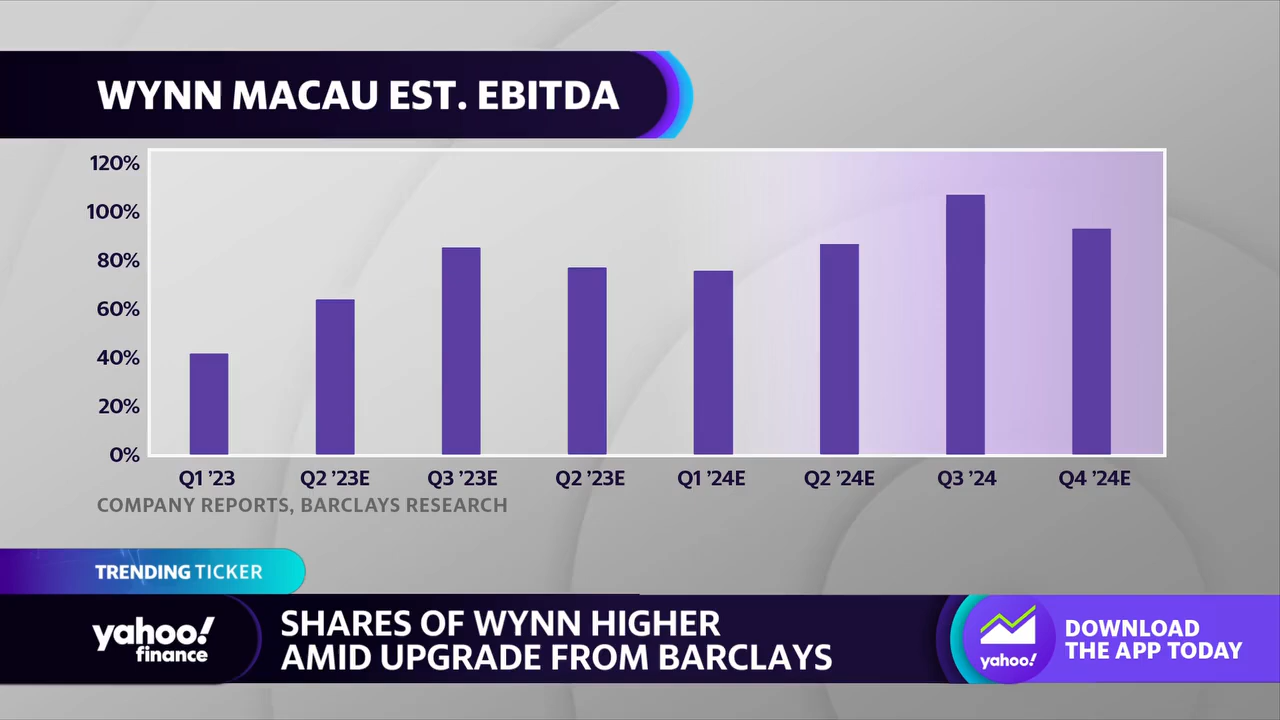 WYNN MACAU EST. EBITDA
120%
100%
80%
60%
40%
20%
0%
Q1 ’23 Q2 ’23E Q3 ’23E Q2 ’23E Q1 ’24E Q2 ’24E Q3 ’24 Q4 ’24E
COMPANY REPORTS, BARCLAYS RESEARCH
TRENDING TICKER
yahoo!
finance
SHARES OF WYNN HIGHER
AMID UPGRADE FROM BARCLAYS
yahoo!
DOWNLOAD
THE APP TODAY